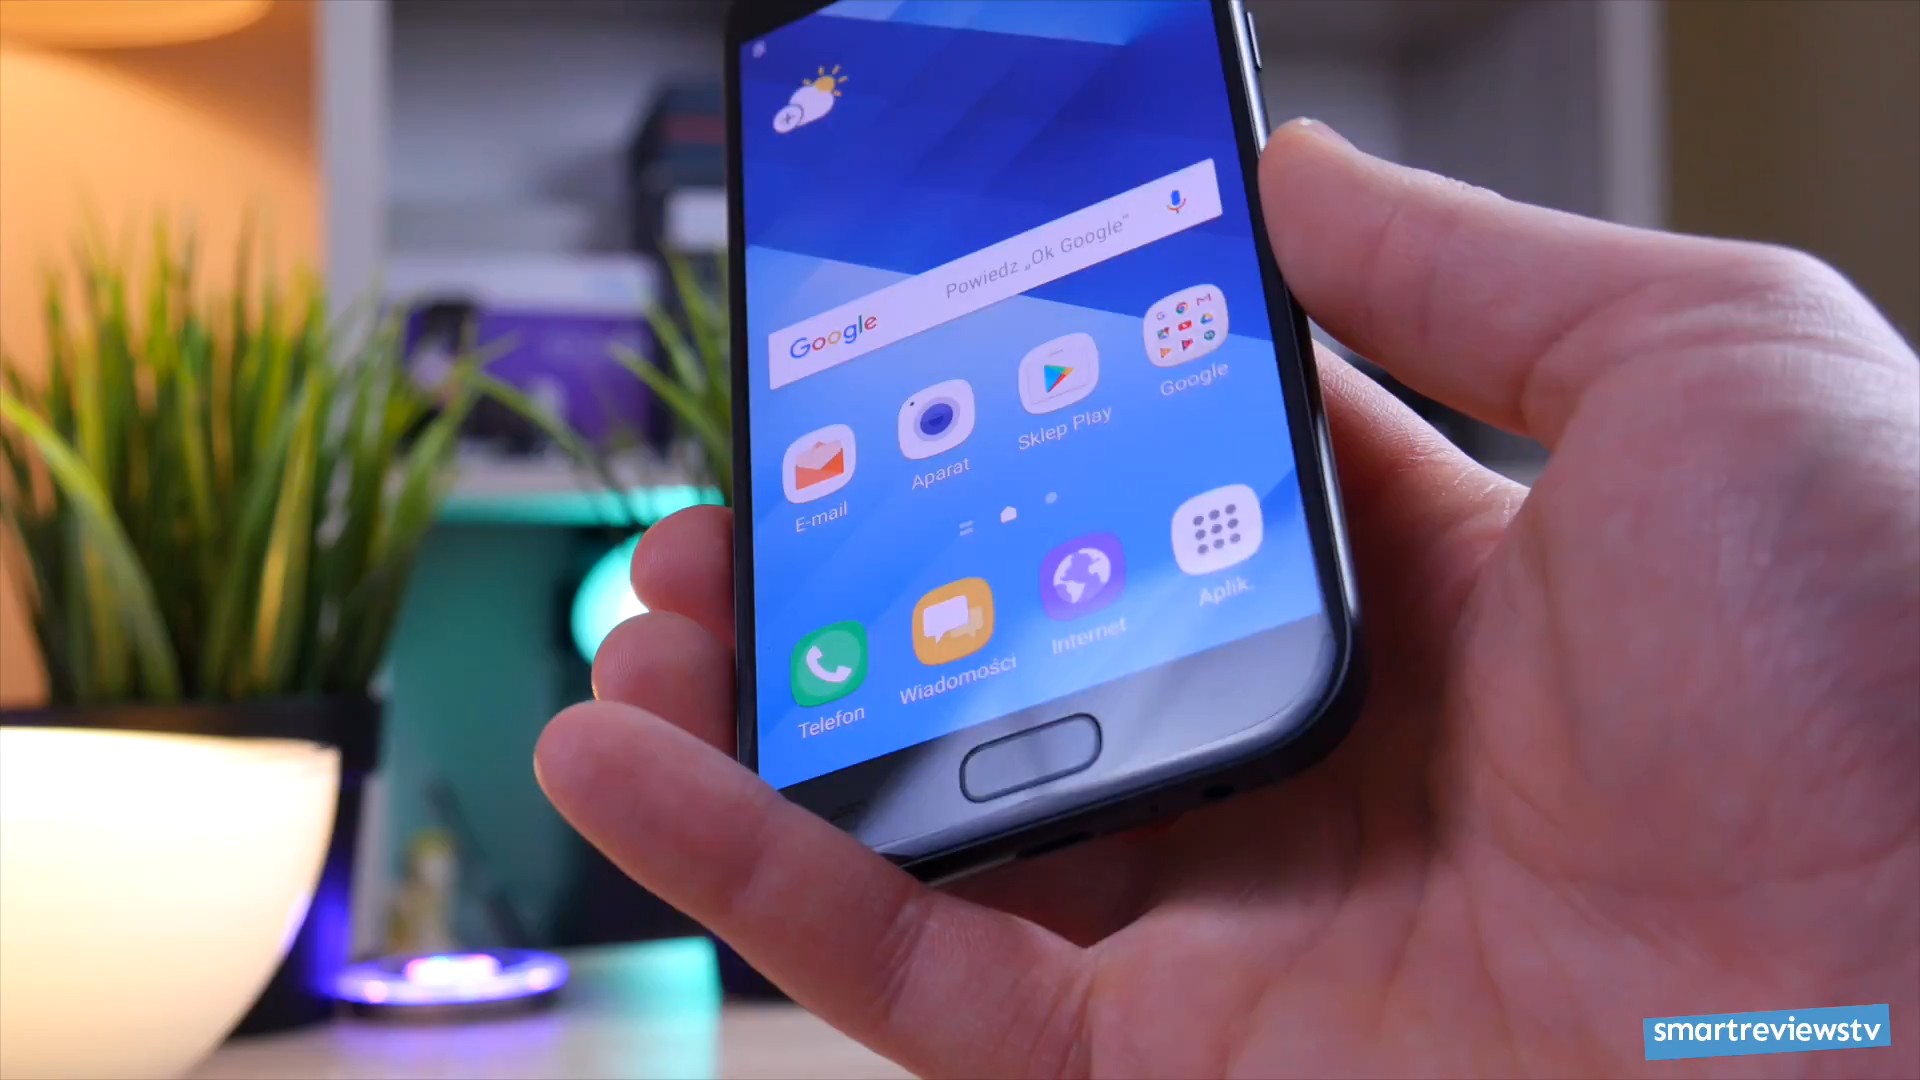 Google
Powiedz „Ok Google"
E-mail
Aparat
Sklep Play
Google
Telefon
Wiadomości
Internet
Aplik.
smartreviewstv